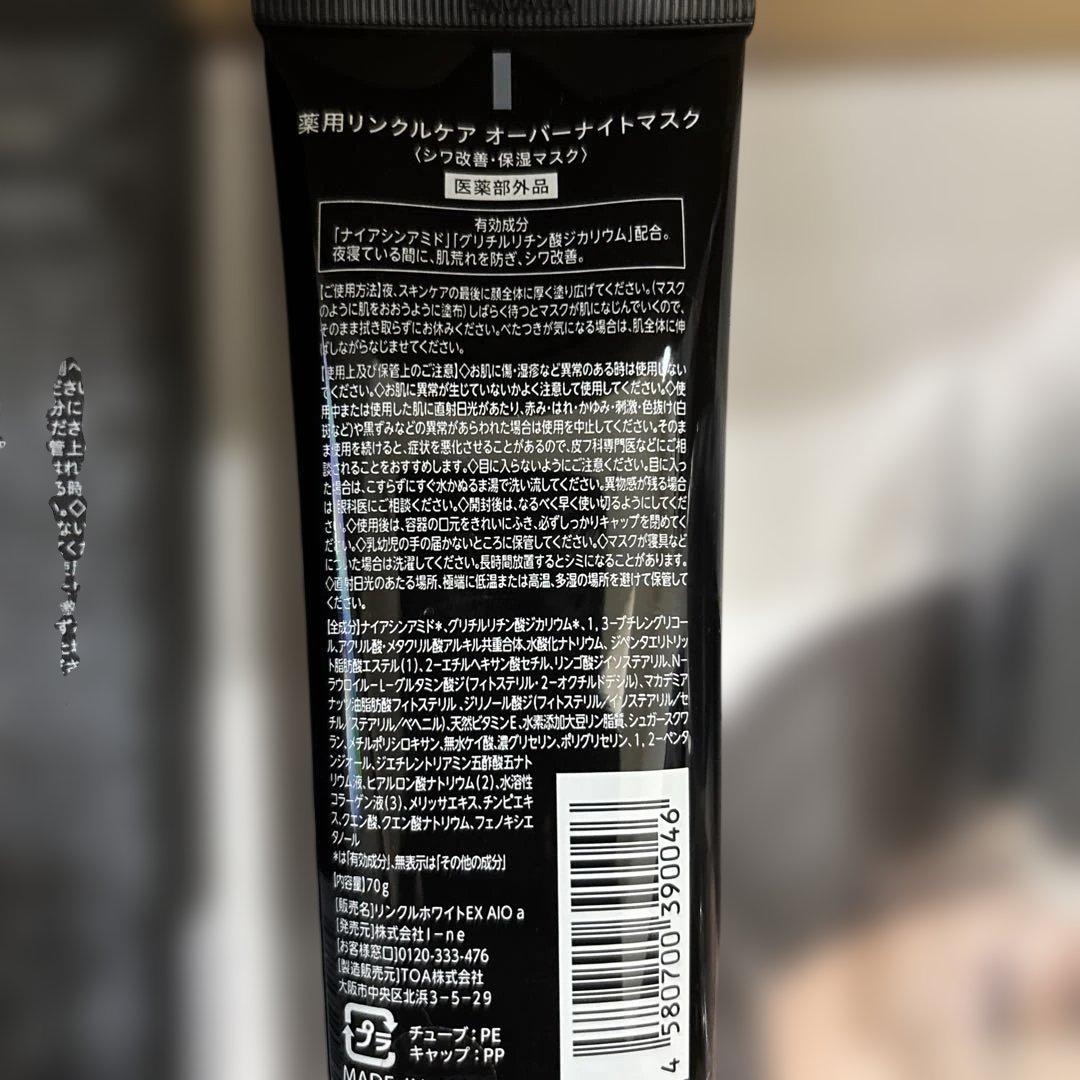 薬用リンクルケア オーバーナイトマスク
〈シワ改善・保湿マスク〉
医薬部外品
有効成分
「ナイアシンアミド」「グリチルリチン酸ジカリウム」配合。
夜寝ている間に、肌荒れを防ぎ、シワ改善。
【ご使用方法】夜、スキンケアの最後に顔全体に厚く塗り広げてください。(マスク
のように肌をおおうように塗布)しばらく待つとマスクが肌になじんでいくので、
そのまま拭き取らずにお休みください。べたつきが気になる場合は、肌全体に伸
ばしながらなじませてください。
【使用上及び保管上のご注意】◇お肌に傷・湿疹など異常のある時は使用しない
でください。◇お肌に異常が生じていないかよく注意して使用してください。◇使
用中または使用した肌に直射日光があたり、赤み・はれ・かゆみ・刺激・色抜け(白
斑など)や黒ずみなどの異常があらわれた場合は使用を中止してください。そのま
ま使用を続けると、症状を悪化させることがあるので、皮フ科専門医などにご相
談されることをおすすめします。◇目に入らないようにご注意ください。目に入っ
た場合は、こすらずにすぐ水かぬるま湯で洗い流してください。異物感が残る場合
は、眼科医にご相談ください。◇開封後は、なるべく早く使い切るようにしてくだ
さい。◇使用後は、容器の口元をきれいにふき、必ずしっかりキャップを閉めてく
ださい。◇乳幼児の手の届かないところに保管してください。◇マスクが寝具など
についた場合は洗濯してください。長時間放置するとシミになることがあります。
◇直射日光のあたる場所、極端に低温または高温、多湿の場所を避けて保管して
ください。
【全成分】ナイアシンアミド*、グリチルリチン酸ジカリウム*、1,3-ブチレングリコー
ル、アクリル酸・メタクリル酸アルキル共重合体、水酸化ナトリウム、ジペンタエリトリッ
ト脂肪酸エステル(1)、2-エチルヘキサン酸セチル、リンゴ酸ジイソステアリル、N-
ラウロイル-L-グルタミン酸ジ(フィトステリル・2-オクチルドデシル)、マカデミア
ナッツ油脂肪酸フィトステリル、ジリノール酸ジ(フィトステリル/イソステアリル/セ
チル/ステアリル/ベヘニル)、天然ビタミンE、水素添加大豆リン脂質、シュガースクワ
ラン、メチルポリシロキサン、無水ケイ酸、濃グリセリン、ポリグリセリン、1,2-ペンタ
ンジオール、ジエチレントリアミン五酢酸五ナト
リウム液、ヒアルロン酸ナトリウム(2)、水溶性
コラーゲン液(3)、メリッサエキス、チンピエキ
ス、クエン酸、クエン酸ナトリウム、フェノキシエ
タノール
*は「有効成分」、無表示は「その他の成分」
【内容量】70g
[販売名]リンクルホワイトEX AIO a
[発売元]株式会社I-ne
[お客様窓口]0120-333-476
[製造販売元]TOA株式会社
大阪市中央区北浜3-5-29
プラ
チューブ:PE
キャップ:PP
4 580700 390046